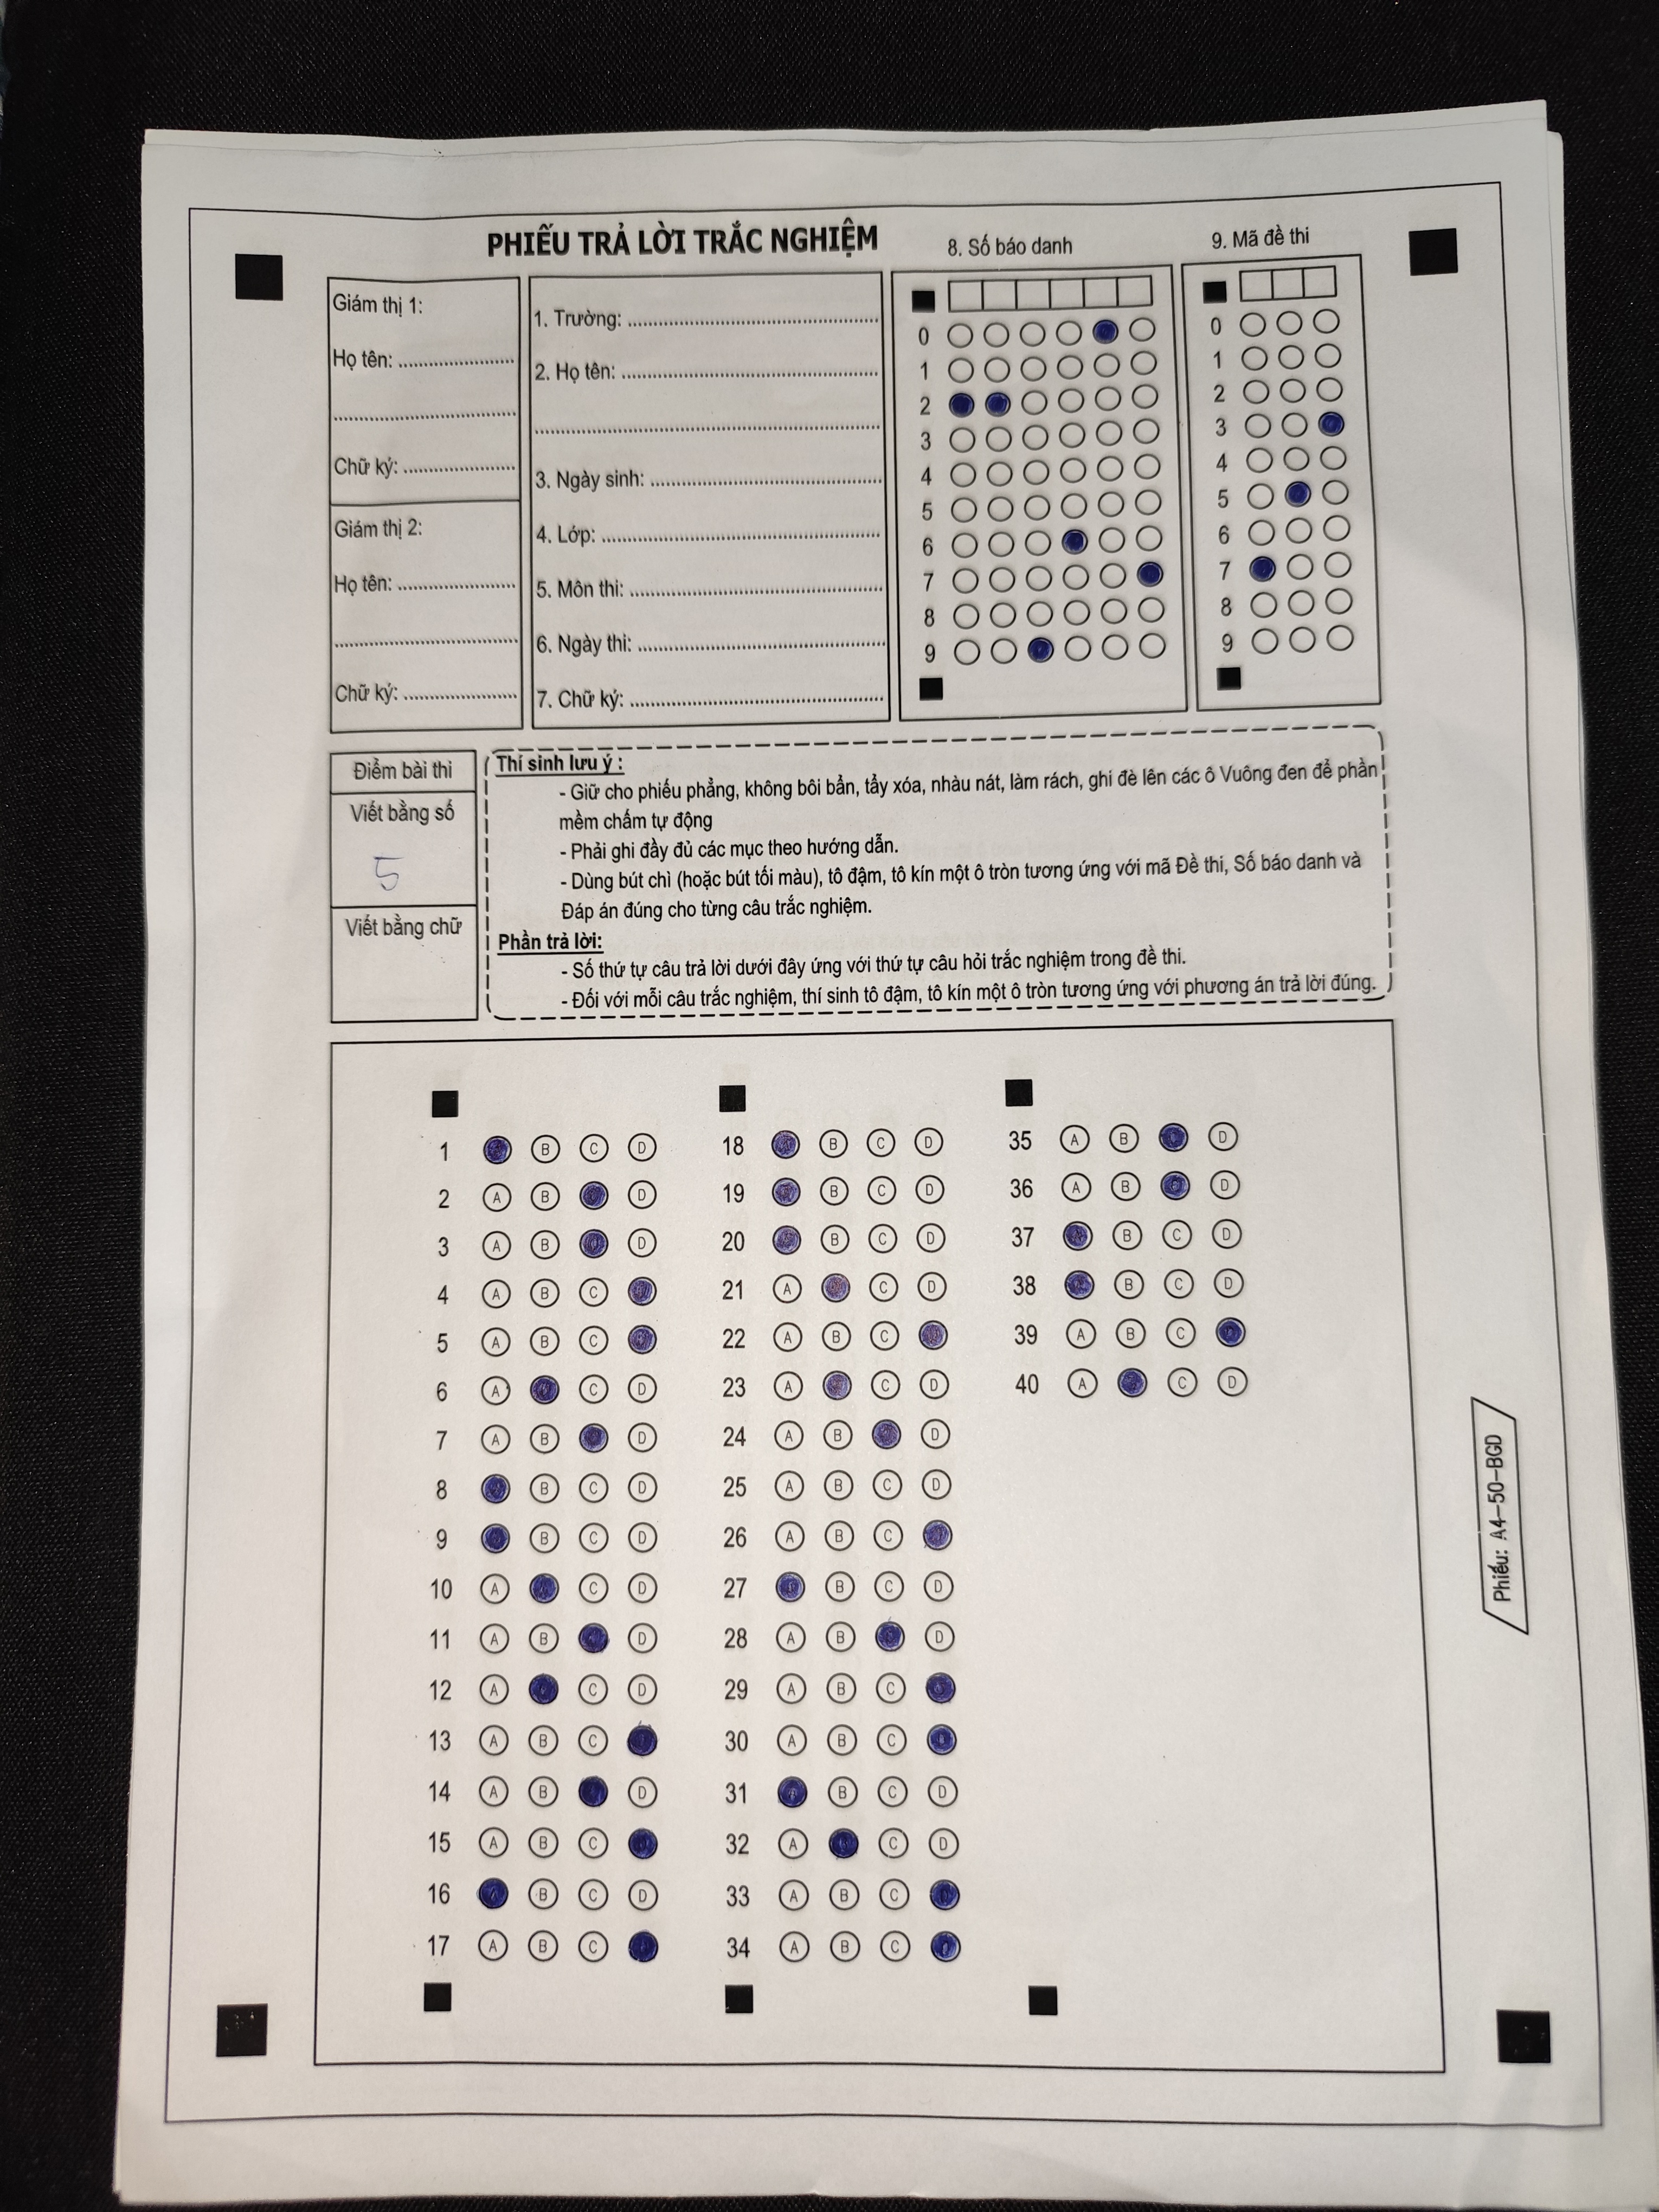 PHIẾU TRẢ LỜI TRẮC NGHIỆM
8. Số báo danh
9. Mã đề thi
Giám thị 1:
Họ tên: ....................
....................
Chữ ký: ....................
Giám thị 2:
Họ tên: ....................
....................
Chữ ký: ....................
1. Trường: ....................
2. Họ tên: ....................
....................
3. Ngày sinh: ....................
4. Lớp: ....................
5. Môn thi: ....................
6. Ngày thi: ....................
7. Chữ ký: ....................
0
1
2
3
4
5
6
7
8
9
0
1
2
3
4
5
6
7
8
9
Điểm bài thi
Viết bằng số
5
Viết bằng chữ
Thí sinh lưu ý :
- Giữ cho phiếu phẳng, không bôi bẩn, tẩy xóa, nhàu nát, làm rách, ghi đè lên các ô Vuông đen để phần
mềm chấm tự động
- Phải ghi đầy đủ các mục theo hướng dẫn.
- Dùng bút chì (hoặc bút tối màu), tô đậm, tô kín một ô tròn tương ứng với mã Đề thi, Số báo danh và
Đáp án đúng cho từng câu trắc nghiệm.
Phần trả lời:
- Số thứ tự câu trả lời dưới đây ứng với thứ tự câu hỏi trắc nghiệm trong đề thi.
- Đối với mỗi câu trắc nghiệm, thí sinh tô đậm, tô kín một ô tròn tương ứng với phương án trả lời đúng.
1 B C D
2 A B D
3 A B D
4 A B C
5 A B C
6 A C D
7 A B D
8 B C D
9 B C D
10 A C D
11 A B D
12 A C D
13 A B C
14 A B D
15 A B C
16 B C D
17 A B C
18 B C D
19 B C D
20 B C D
21 A C D
22 A B C
23 A C D
24 A B D
25 A B C D
26 A B C
27 B C D
28 A B D
29 A B C
30 A B C
31 B C D
32 A C D
33 A B C
34 A B C
35 A B D
36 A B D
37 B C D
38 B C D
39 A B C
40 A C D
Phiếu: A4-50-BGD